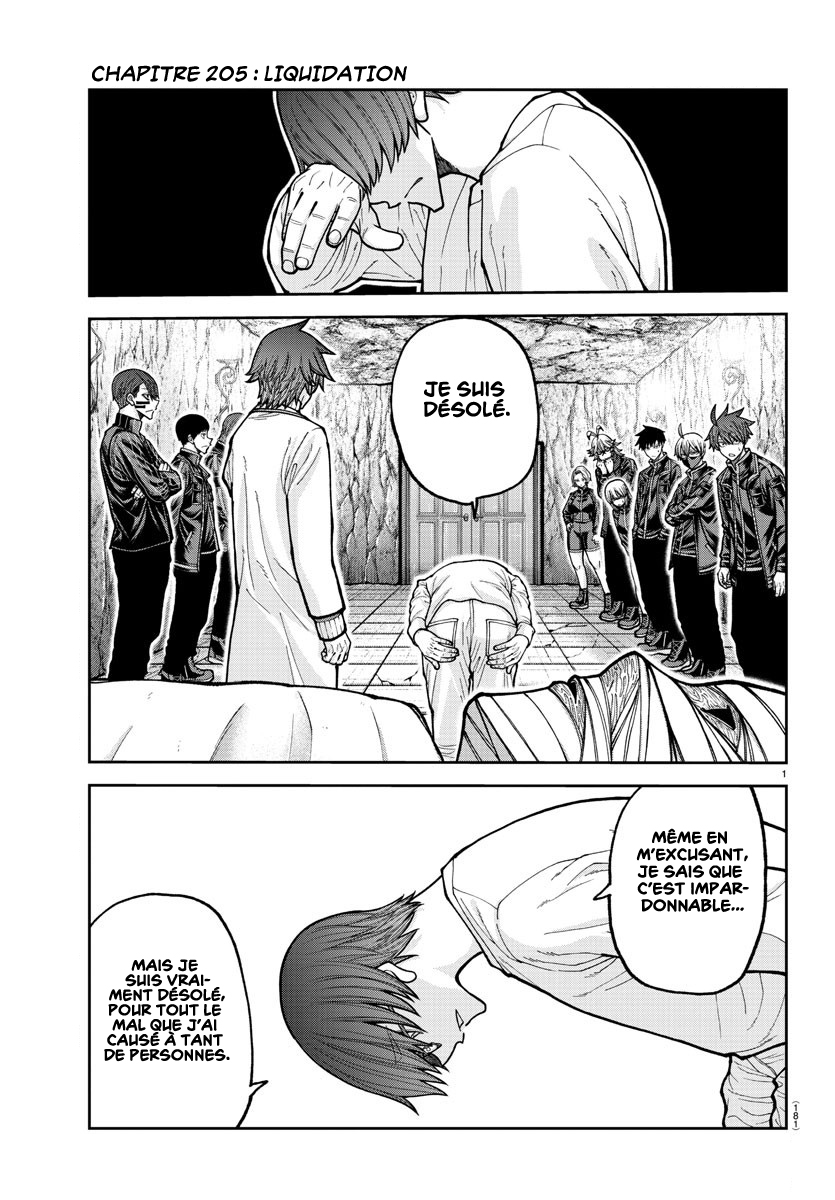 CHAPITRE 205 : LIQUIDATION
JE SUIS
DÉSOLÉ.
1
MÊME EN
M'EXCUSANT,
JE SAIS QUE
C'EST IMPAR-
DONNABLE...
MAIS JE
SUIS VRAI-
MENT DÉSOLÉ,
POUR TOUT LE
MAL QUE J'AI
CAUSÉ À TANT
DE PERSONNES.
(181)